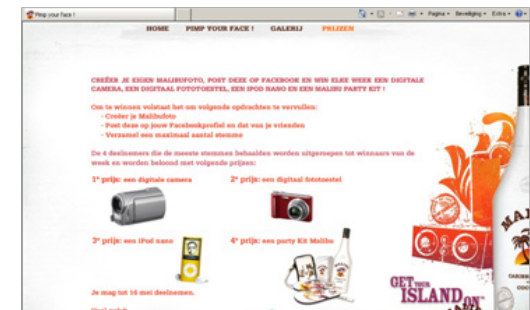 Pimp your face !
Pagina Beveiliging Extra
HOME PIMP YOUR FACE ! GALERIJ PRIJZEN
CREËER JE EIGEN MALIBUFOTO, POST DEZE OP FACEBOOK EN WIN ELKE WEEK EEN DIGITALE
CAMERA, EEN DIGITAAL FOTOTOESTEL, EEN IPOD NANO EN EEN MALIBU PARTY KIT !
Om te winnen volstaat het om volgende opdrachten te vervullen:
- Creëer je Malibufoto
- Post deze op jouw Facebookprofiel en dat van je vrienden
- Verzamel een maximaal aantal stemme
De 4 deelnemers die de meeste stemmen behaalden worden uitgeroepen tot winnaars van de
week en worden beloond met volgende prijzen:
1e prijs: een digitale camera 2e prijs: een digitaal fototoestel
3e prijs: een iPod nano 4e prijs: een party Kit Malibu
Je mag tot 16 mei deelnemen.
GET YOUR
ISLAND ON